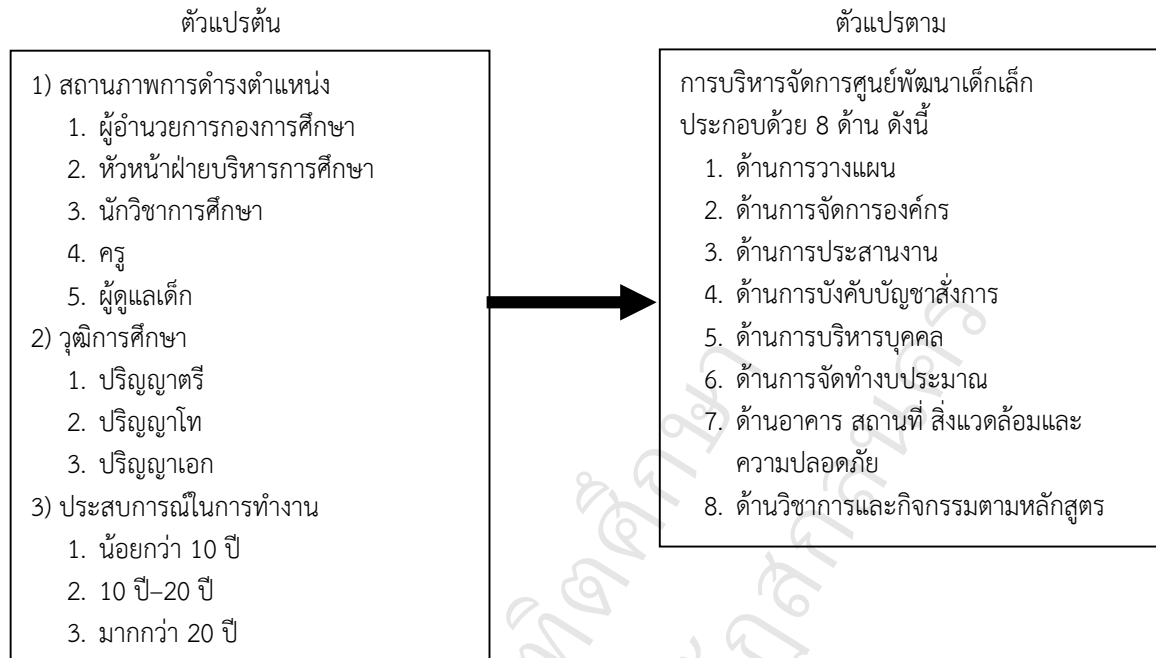 ตัวแปรต้น
1) สถานภาพการดำรงตำแหน่ง
1. ผู้อำนวยการกองการศึกษา
2. หัวหน้าฝ่ายบริหารการศึกษา
3. นักวิชาการศึกษา
4. ครู
5. ผู้ดูแลเด็ก
2) วุฒิการศึกษา
1. ปริญญาตรี
2. ปริญญาโท
3. ปริญญาเอก
3) ประสบการณ์ในการทำงาน
1. น้อยกว่า 10 ปี
2. 10 ปี–20 ปี
3. มากกว่า 20 ปี
ตัวแปรตาม
การบริหารจัดการศูนย์พัฒนาเด็กเล็ก
ประกอบด้วย 8 ด้าน ดังนี้
1. ด้านการวางแผน
2. ด้านการจัดการองค์กร
3. ด้านการประสานงาน
4. ด้านการบังคับบัญชาสั่งการ
5. ด้านการบริหารบุคคล
6. ด้านการจัดทำงบประมาณ
7. ด้านอาคาร สถานที่ สิ่งแวดล้อมและ
ความปลอดภัย
8. ด้านวิชาการและกิจกรรมตามหลักสูตร